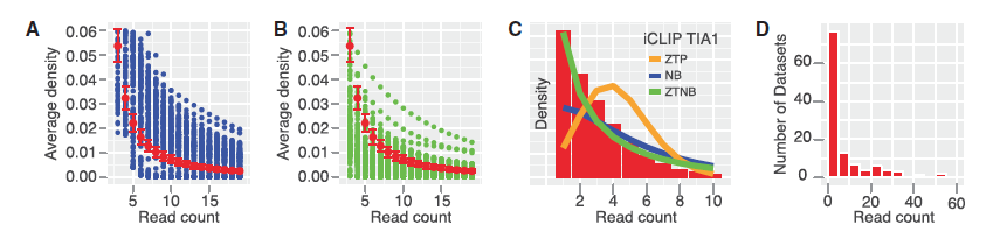 A
Average density
0.06
0.05
0.04
0.03
0.02
0.01
0.00
5 10 15
Read count
B
Average density
0.06
0.05
0.04
0.03
0.02
0.01
0.00
5 10 15
Read count
C
Density
iCLIP TIA1
ZTP
NB
ZTNB
2 4 6 8 10
Read count
D
Number of Datasets
60
40
20
0
0 20 40 60
Read count